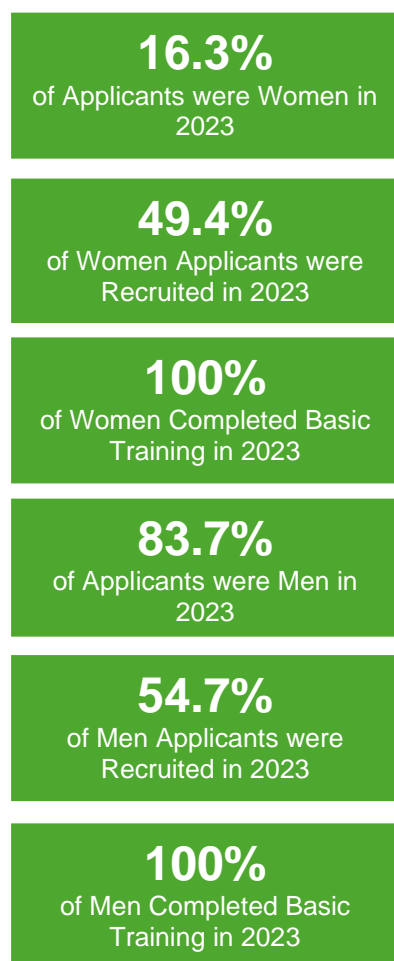 16.3%
of Applicants were Women in
2023
49.4%
of Women Applicants were
Recruited in 2023
100%
of Women Completed Basic
Training in 2023
83.7%
of Applicants were Men in
2023
54.7%
of Men Applicants were
Recruited in 2023
100%
of Men Completed Basic
Training in 2023